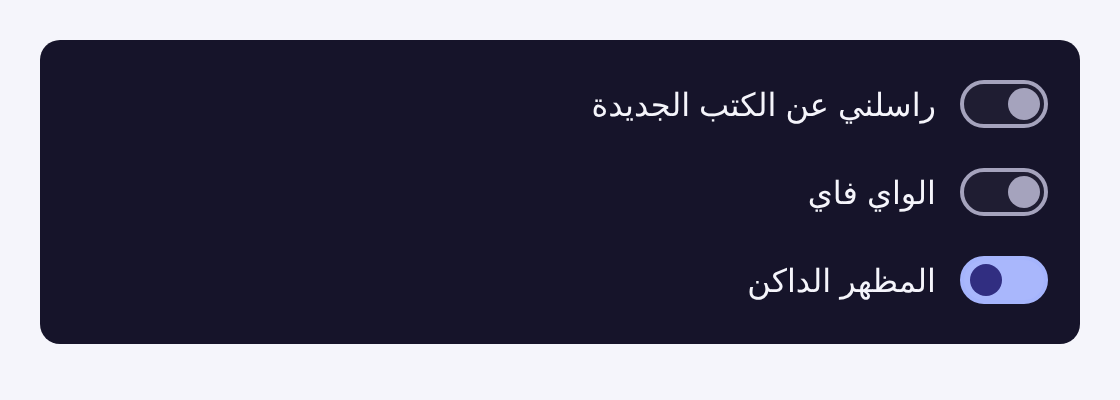 راسلني عن الكتب الجديدة
الواي فاي
المظهر الداكن